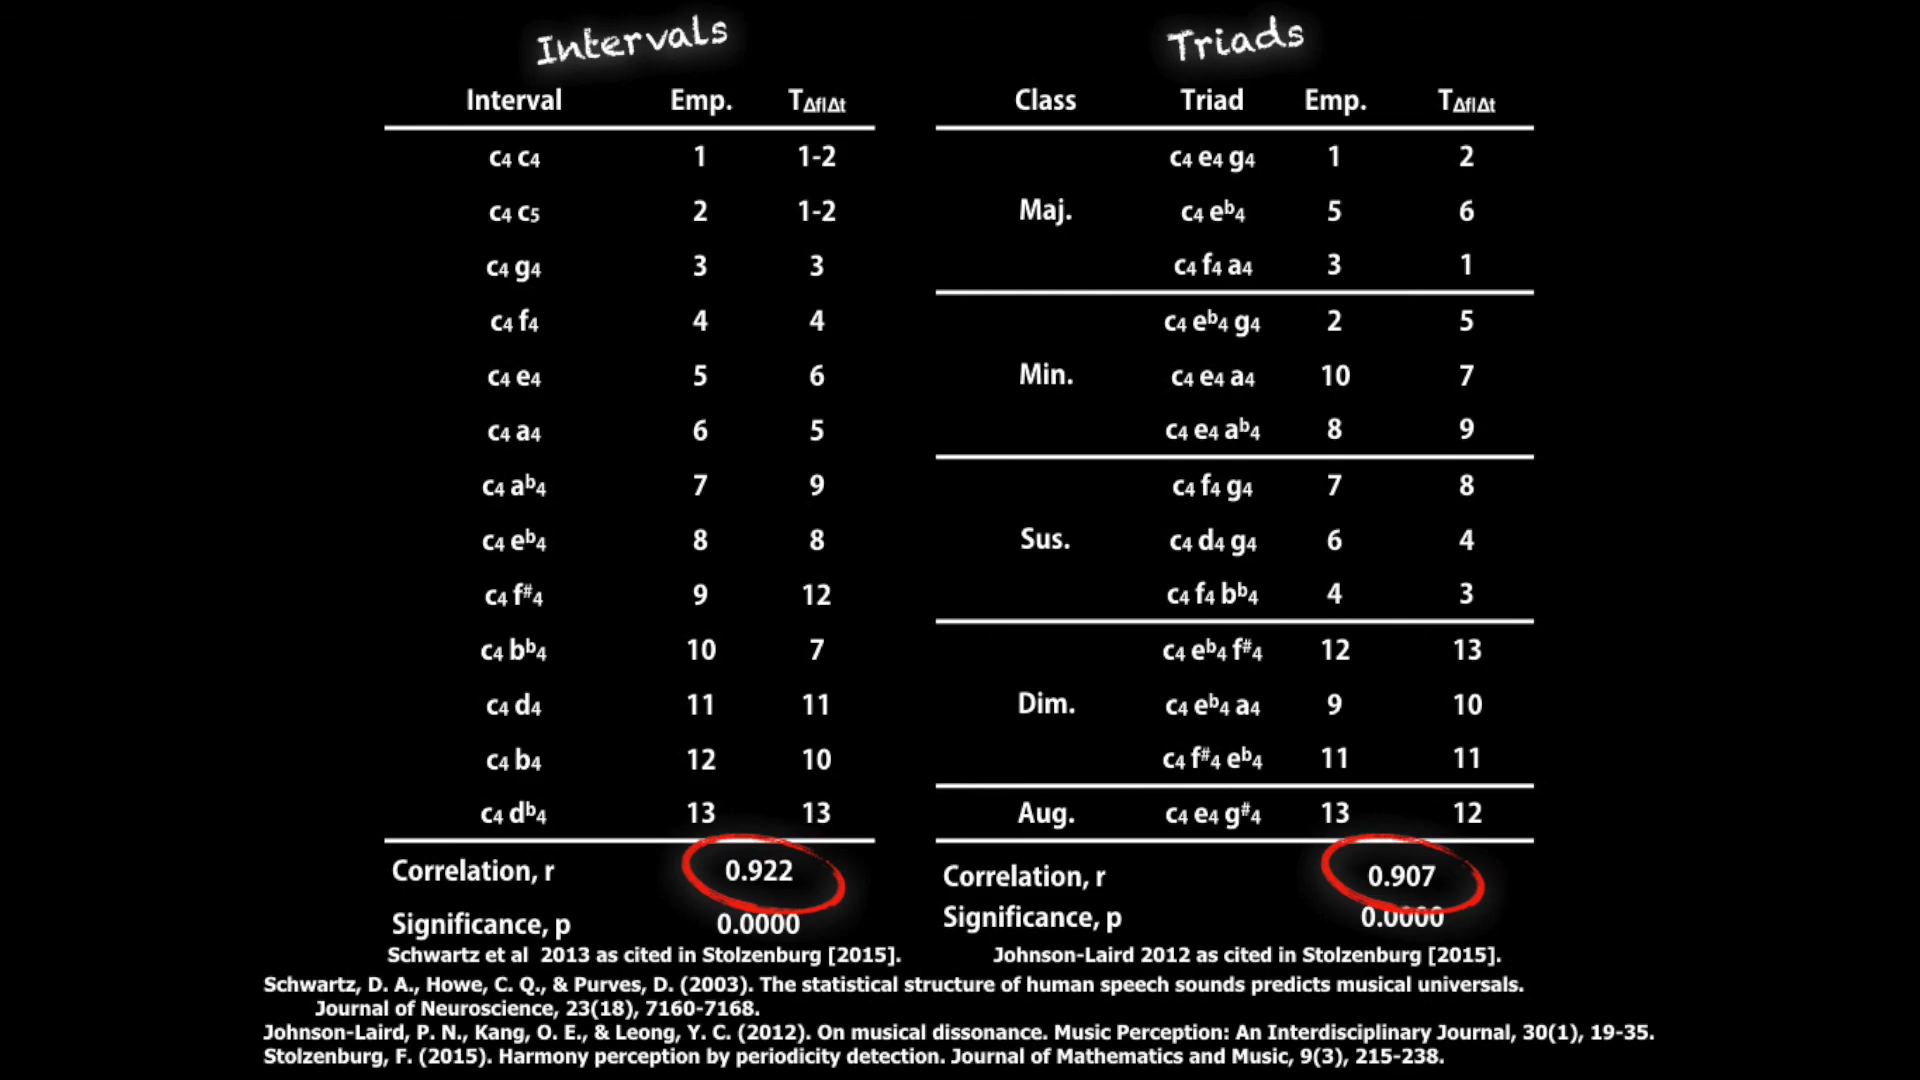 Intervals
Interval Emp. TΔf|Δt
c4 c4 1 1-2
c4 c5 2 1-2
c4 g4 3 3
c4 f4 4 4
c4 e4 5 6
c4 a4 6 5
c4 ab4 7 9
c4 eb4 8 8
c4 f#4 9 12
c4 bb4 10 7
c4 d4 11 11
c4 b4 12 10
c4 db4 13 13
Correlation, r 0.922
Significance, p 0.0000
Schwartz et al 2013 as cited in Stolzenburg [2015].
Triads
Class Triad Emp. TΔf|Δt
c4 e4 g4 1 2
Maj. c4 eb4 5 6
c4 f4 a4 3 1
c4 eb4 g4 2 5
Min. c4 e4 a4 10 7
c4 e4 ab4 8 9
c4 f4 g4 7 8
Sus. c4 d4 g4 6 4
c4 f4 bb4 4 3
c4 eb4 f#4 12 13
Dim. c4 eb4 a4 9 10
c4 f#4 eb4 11 11
Aug. c4 e4 g#4 13 12
Correlation, r 0.907
Significance, p 0.0000
Johnson-Laird 2012 as cited in Stolzenburg [2015].
Schwartz, D. A., Howe, C. Q., & Purves, D. (2003). The statistical structure of human speech sounds predicts musical universals.
Journal of Neuroscience, 23(18), 7160-7168.
Johnson-Laird, P. N., Kang, O. E., & Leong, Y. C. (2012). On musical dissonance. Music Perception: An Interdisciplinary Journal, 30(1), 19-35.
Stolzenburg, F. (2015). Harmony perception by periodicity detection. Journal of Mathematics and Music, 9(3), 215-238.